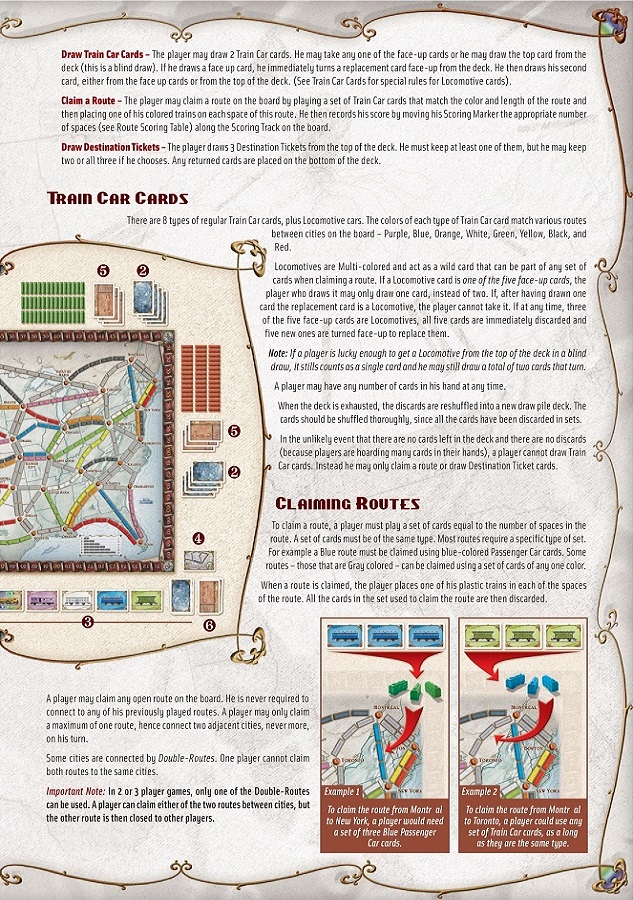 Draw Train Car Cards – The player may draw 2 Train Car cards. He may take any one of the face-up cards or he may draw the top card from the
deck (this is a blind draw). If he draws a face up card, he immediately turns a replacement card face-up from the deck. He then draws his second
card, either from the face up cards or from the top of the deck. (See Train Car Cards for special rules for Locomotive cards).
Claim a Route – The player may claim a route on the board by playing a set of Train Car cards that match the color and length of the route and
then placing one of his colored trains on each space of this route. He then records his score by moving his Scoring Marker the appropriate number
of spaces (see Route Scoring Table) along the Scoring Track on the board.
Draw Destination Tickets – The player draws 3 Destination Tickets from the top of the deck. He must keep at least one of them, but he may keep
two or all three if he chooses. Any returned cards are placed on the bottom of the deck.
Train Car Cards
There are 8 types of regular Train Car cards, plus Locomotive cars. The colors of each type of Train Car card match various routes
between cities on the board – Purple, Blue, Orange, White, Green, Yellow, Black, and
Red.
Locomotives are Multi-colored and act as a wild card that can be part of any set of
cards when claiming a route. If a Locomotive card is one of the five face-up cards, the
player who draws it may only draw one card, instead of two. If, after having drawn one
card the replacement card is a Locomotive, the player cannot take it. If at any time, three
of the five face-up cards are Locomotives, all five cards are immediately discarded and
five new ones are turned face-up to replace them.
Note: If a player is lucky enough to get a Locomotive from the top of the deck in a blind
draw, it stills counts as a single card and he may still draw a total of two cards that turn.
A player may have any number of cards in his hand at any time.
When the deck is exhausted, the discards are reshuffled into a new draw pile deck. The
cards should be shuffled thoroughly, since all the cards have been discarded in sets.
In the unlikely event that there are no cards left in the deck and there are no discards
(because players are hoarding many cards in their hands), a player cannot draw Train
Car cards. Instead he may only claim a route or draw Destination Ticket cards.
5
2
5
2
4
3
6
Claiming Routes
To claim a route, a player must play a set of cards equal to the number of spaces in the
route. A set of cards must be of the same type. Most routes require a specific type of set.
For example a Blue route must be claimed using blue-colored Passenger Car cards. Some
routes – those that are Gray colored – can be claimed using a set of cards of any one color.
When a route is claimed, the player places one of his plastic trains in each of the spaces
of the route. All the cards in the set used to claim the route are then discarded.
A player may claim any open route on the board. He is never required to
connect to any of his previously played routes. A player may only claim
a maximum of one route, hence connect two adjacent cities, never more,
on his turn.
Some cities are connected by Double-Routes. One player cannot claim
both routes to the same cities.
Important Note: In 2 or 3 player games, only one of the Double-Routes
can be used. A player can claim either of the two routes between cities, but
the other route is then closed to other players.
Montréal
Toronto
Boston
New York
Example 1
To claim the route from Montr al
to New York, a player would need
a set of three Blue Passenger
Car cards.
Montréal
Toronto
Boston
New York
Example 2
To claim the route from Montr al
to Toronto, a player could use any
set of Train Car cards, as a long
as they are the same type.